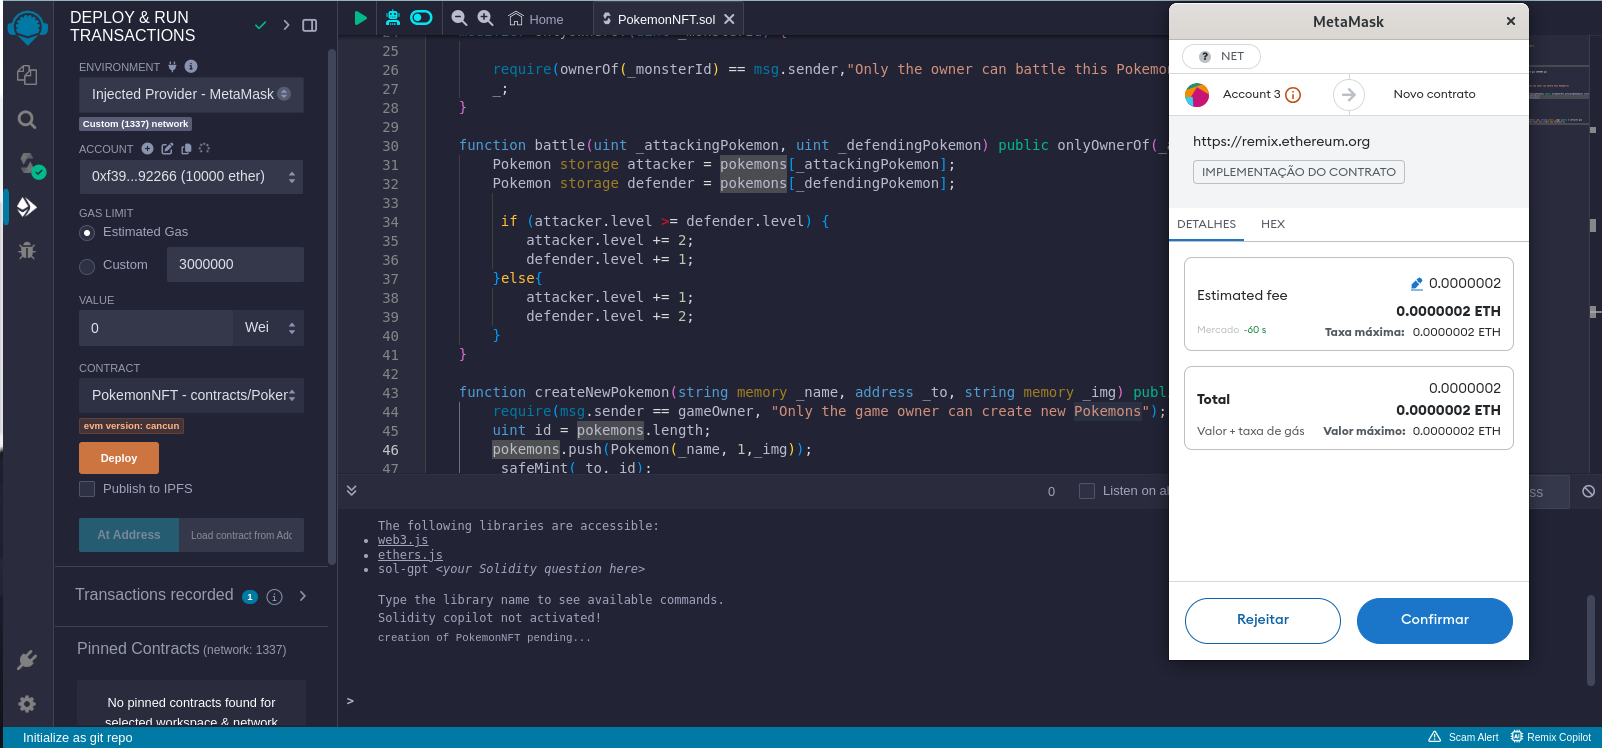 DEPLOY & RUN
TRANSACTIONS
ENVIRONMENT
Injected Provider - MetaMask
Custom (1337) network
ACCOUNT
0xf39...92266 (10000 ether)
GAS LIMIT
Estimated Gas
Custom
3000000
VALUE
0
Wei
CONTRACT
PokemonNFT - contracts/Poker
evm version: cancun
Deploy
Publish to IPFS
At Address
Load contract from Adc
Transactions recorded 1
Pinned Contracts (network: 1337)
No pinned contracts found for
selected workspace & network
Home
PokemonNFT.sol
25
26 require(ownerOf(_monsterId) == msg.sender,"Only the owner can battle this Pokemon
27 _;
28 }
29
30 function battle(uint _attackingPokemon, uint _defendingPokemon) public onlyOwnerOf(_
31 Pokemon storage attacker = pokemons[_attackingPokemon];
32 Pokemon storage defender = pokemons[_defendingPokemon];
33
34 if (attacker.level >= defender.level) {
35 attacker.level += 2;
36 defender.level += 1;
37 }else{
38 attacker.level += 1;
39 defender.level += 2;
40 }
41 }
42
43 function createNewPokemon(string memory _name, address _to, string memory _img) publ
44 require(msg.sender == gameOwner, "Only the game owner can create new Pokemons");
45 uint id = pokemons.length;
46 pokemons.push(Pokemon(_name, 1,_img));
47 _safeMint(_to, id);
0
Listen on al
ss
The following libraries are accessible:
• web3.js
• ethers.js
• sol-gpt <your Solidity question here>
Type the library name to see available commands.
Solidity copilot not activated!
creation of PokemonNFT pending...
>
MetaMask
NET
Account 3
Novo contrato
https://remix.ethereum.org
IMPLEMENTAÇÃO DO CONTRATO
DETALHES
HEX
0.0000002
Estimated fee
0.0000002 ETH
Mercado ~60 s
Taxa máxima: 0.0000002 ETH
0.0000002
Total
0.0000002 ETH
Valor + taxa de gás
Valor máximo: 0.0000002 ETH
Rejeitar
Confirmar
Initialize as git repo
Scam Alert
Remix Copilot